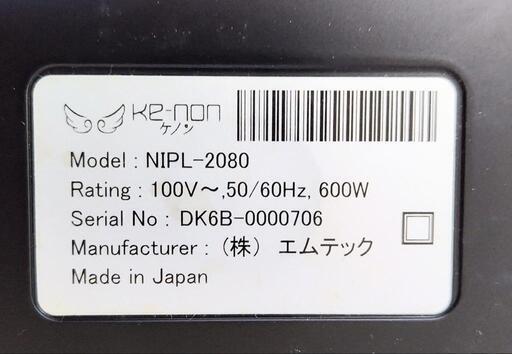 Ke-non
ケノン
Model : NIPL-2080
Rating : 100V〜,50/60Hz, 600W
Serial No : DK6B-0000706
Manufacturer : (株) エムテック
Made in Japan